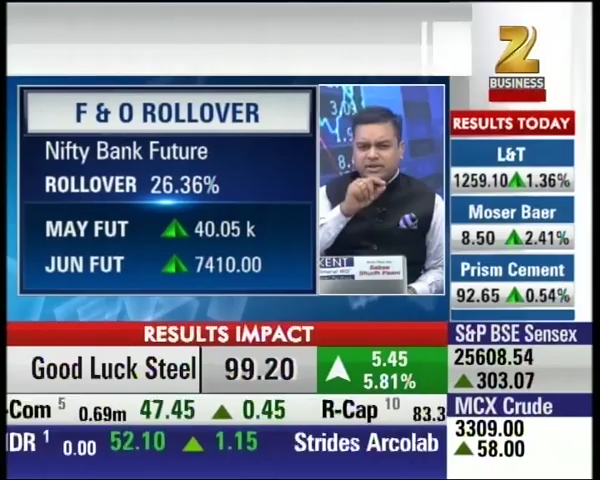 Z
BUSINESS
F & O ROLLOVER
Nifty Bank Future
ROLLOVER 26.36%
MAY FUT 40.05 k
JUN FUT 7410.00
KENT
Sabse
Shudh Paani
RESULTS TODAY
L&T
1259.10 1.36%
Moser Baer
8.50 2.41%
Prism Cement
92.65 0.54%
RESULTS IMPACT
Good Luck Steel 99.20 5.45
5.81%
S&P BSE Sensex
25608.54
303.07
MCX Crude
3309.00
58.00
-Com 5 0.69m 47.45 0.45 R-Cap 10 83.3
IDR 1 0.00 52.10 1.15 Strides Arcolab